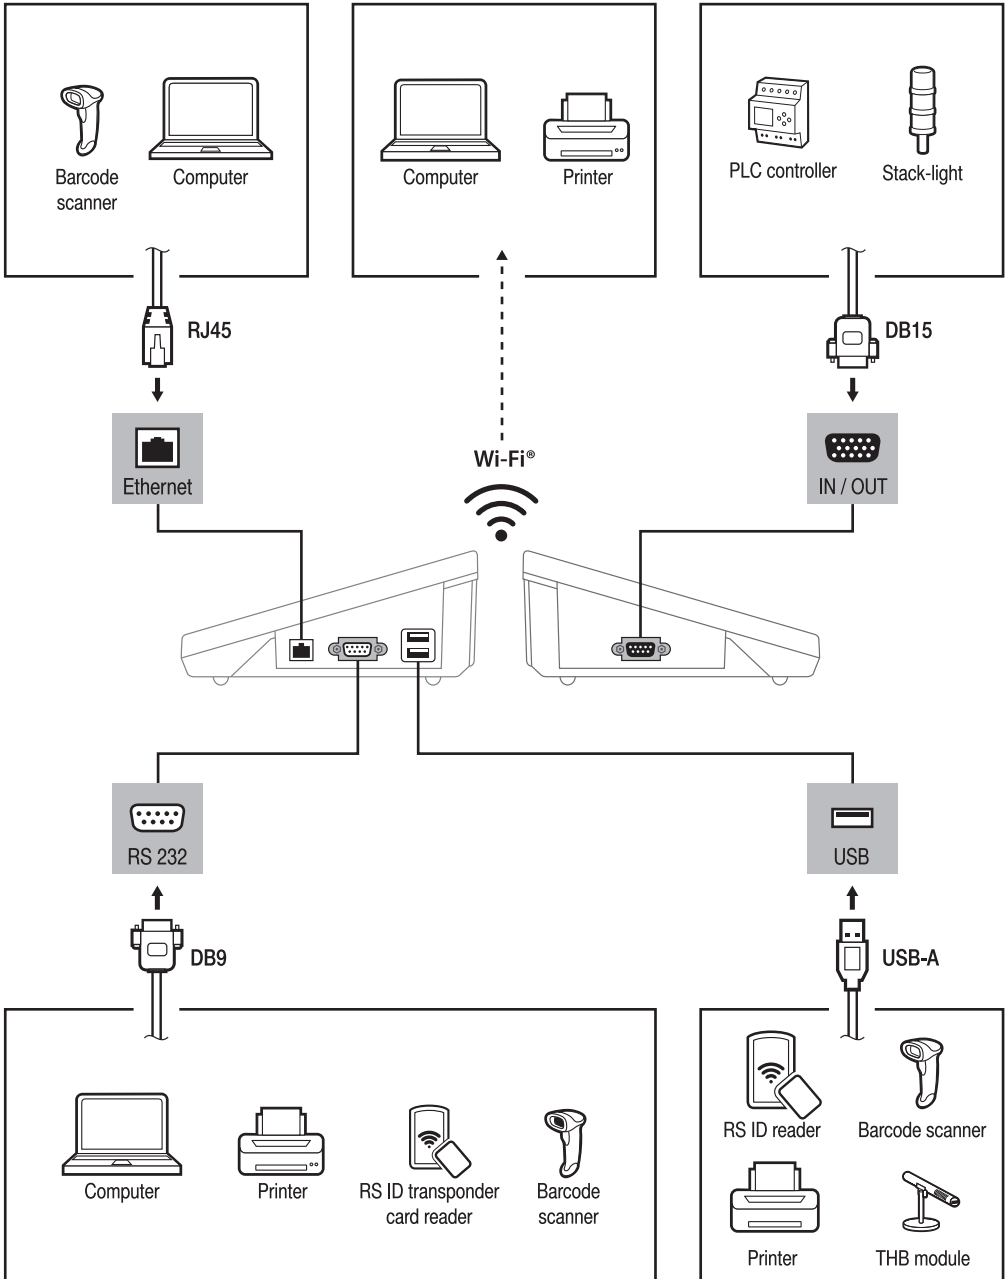 Barcode
scanner
Computer
Computer
Printer
PLC controller
Stack-light
RJ45
DB15
Ethernet
Wi-Fi®
IN / OUT
RS 232
USB
DB9
USB-A
Computer
Printer
RS ID transponder
card reader
Barcode
scanner
RS ID reader
Barcode scanner
Printer
THB module